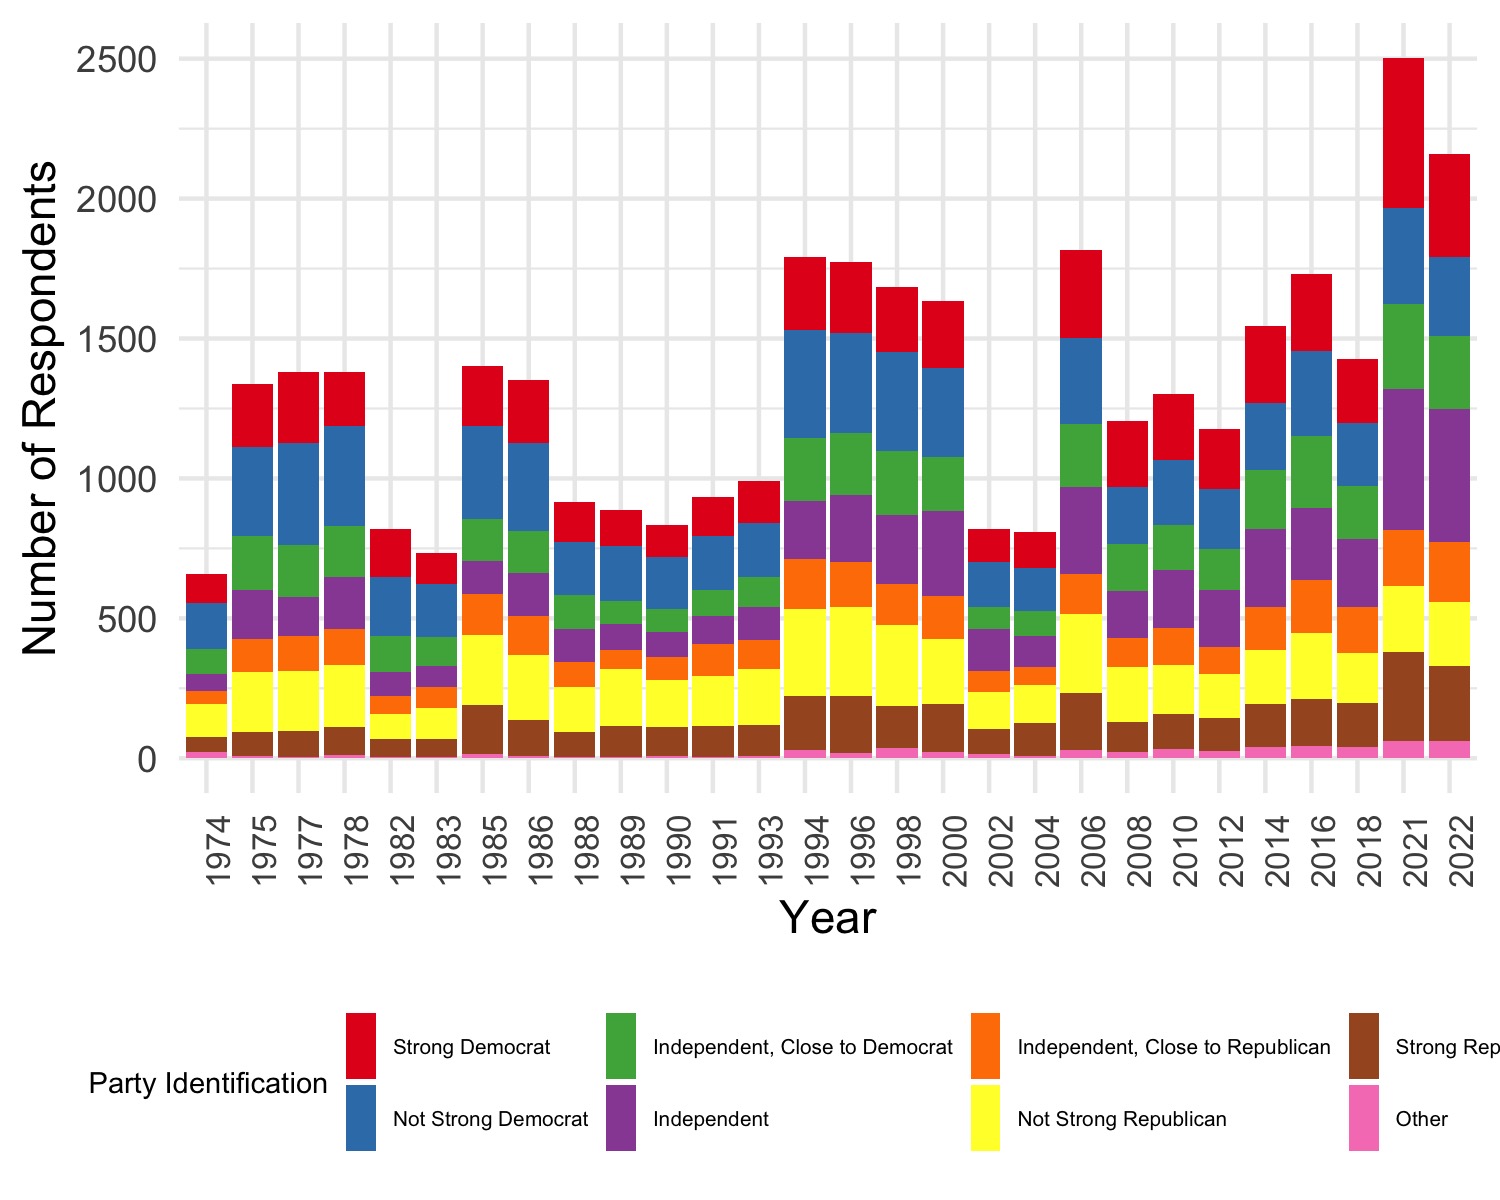 Number of Respondents
2500
2000
1500
1000
500
0
1974 1975 1977 1978 1982 1983 1985 1986 1988 1989 1990 1991 1993 1994 1996 1998 2000 2002 2004 2006 2008 2010 2012 2014 2016 2018 2021 2022
Year
Party Identification
Strong Democrat Independent, Close to Democrat Independent, Close to Republican Strong Rep
Not Strong Democrat Independent Not Strong Republican Other